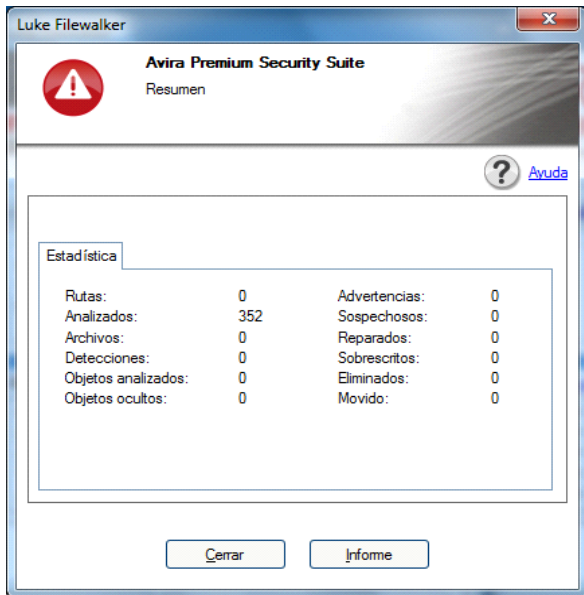 Luke Filewalker
Avira Premium Security Suite
Resumen
? Ayuda
Estadística
Rutas: 0 Advertencias: 0
Analizados: 352 Sospechosos: 0
Archivos: 0 Reparados: 0
Detecciones: 0 Sobrescritos: 0
Objetos analizados: 0 Eliminados: 0
Objetos ocultos: 0 Movido: 0
Cerrar Informe